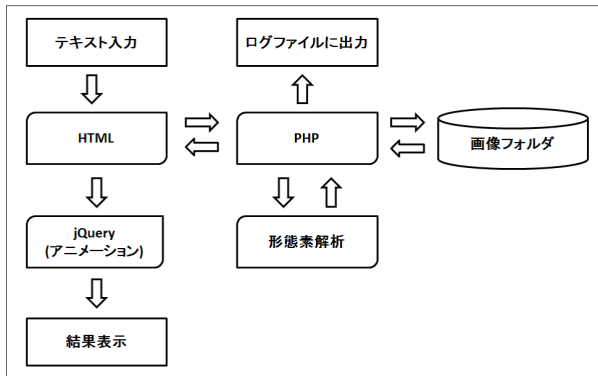 テキスト入力
ログファイルに出力
HTML
PHP
画像フォルダ
jQuery
(アニメーション)
形態素解析
結果表示